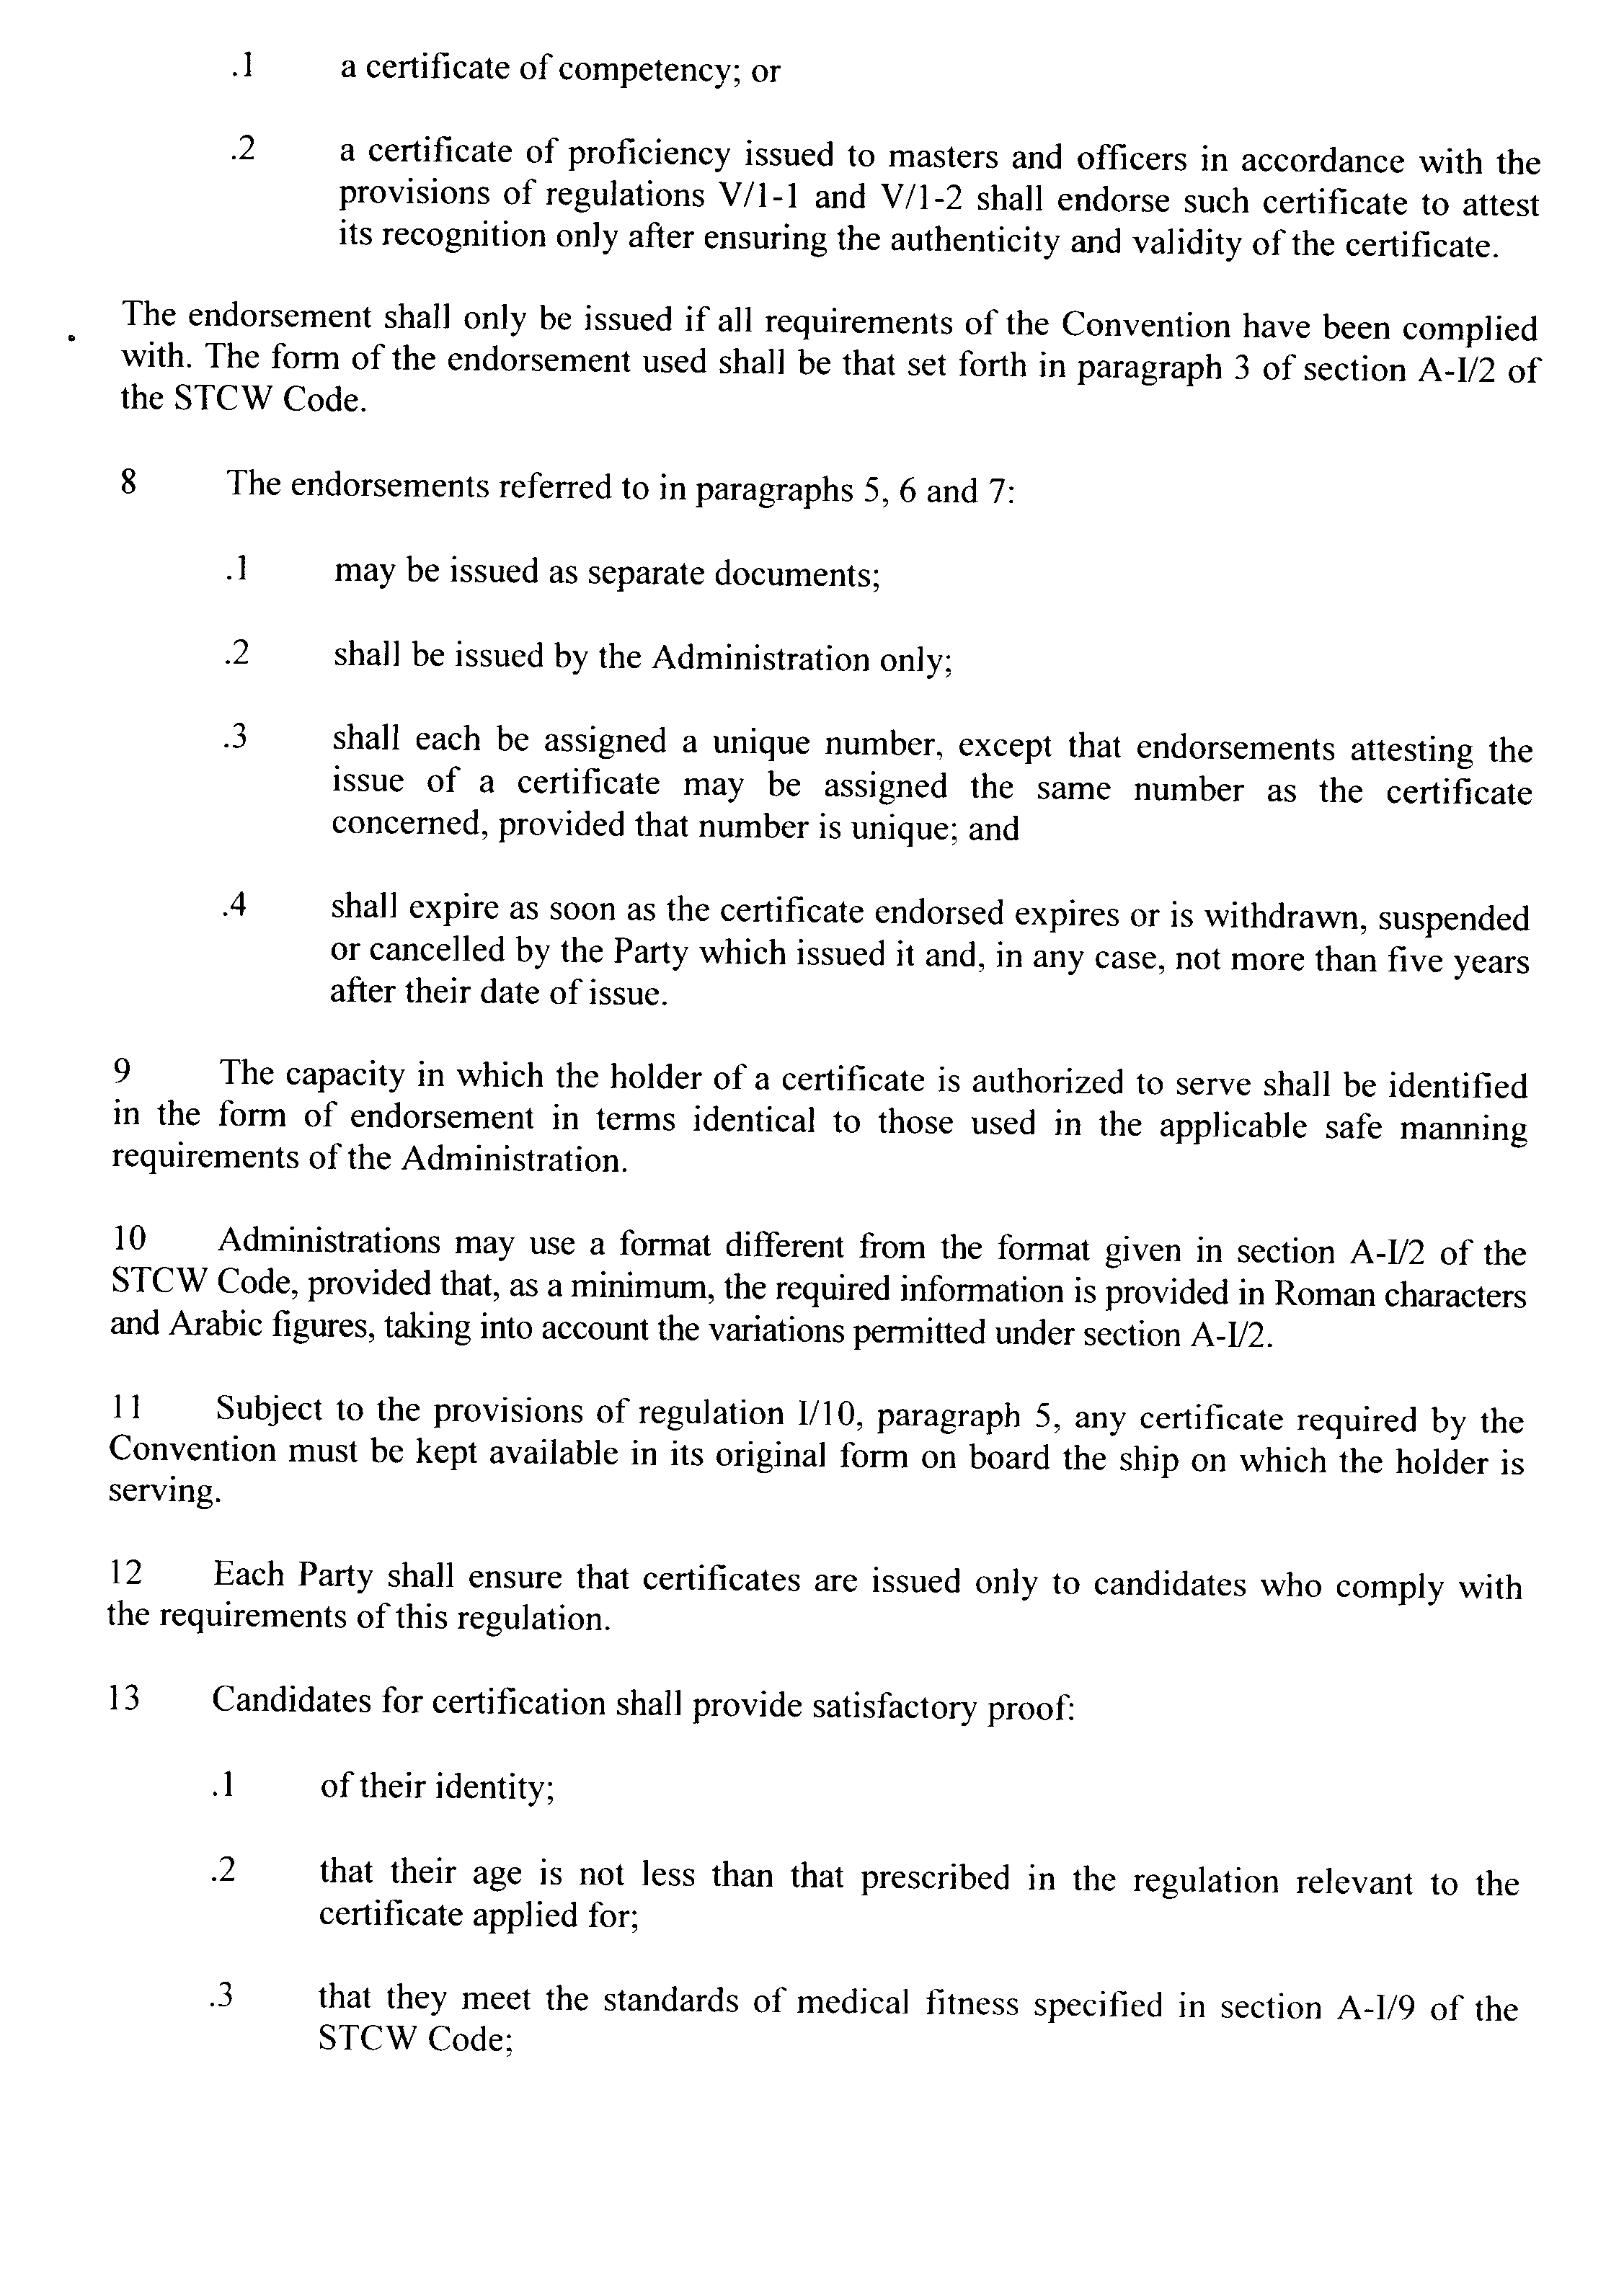 .1 a certificate of competency; or
.2 a certificate of proficiency issued to masters and officers in accordance with the
provisions of regulations V/1-1 and V/1-2 shall endorse such certificate to attest
its recognition only after ensuring the authenticity and validity of the certificate.
The endorsement shall only be issued if all requirements of the Convention have been complied
with. The form of the endorsement used shall be that set forth in paragraph 3 of section A-I/2 of
the STCW Code.
8 The endorsements referred to in paragraphs 5, 6 and 7:
.1 may be issued as separate documents;
.2 shall be issued by the Administration only;
.3 shall each be assigned a unique number, except that endorsements attesting the
issue of a certificate may be assigned the same number as the certificate
concerned, provided that number is unique; and
.4 shall expire as soon as the certificate endorsed expires or is withdrawn, suspended
or cancelled by the Party which issued it and, in any case, not more than five years
after their date of issue.
9 The capacity in which the holder of a certificate is authorized to serve shall be identified
in the form of endorsement in terms identical to those used in the applicable safe manning
requirements of the Administration.
10 Administrations may use a format different from the format given in section A-I/2 of the
STCW Code, provided that, as a minimum, the required information is provided in Roman characters
and Arabic figures, taking into account the variations permitted under section A-I/2.
11 Subject to the provisions of regulation I/10, paragraph 5, any certificate required by the
Convention must be kept available in its original form on board the ship on which the holder is
serving.
12 Each Party shall ensure that certificates are issued only to candidates who comply with
the requirements of this regulation.
13 Candidates for certification shall provide satisfactory proof:
.1 of their identity;
.2 that their age is not less than that prescribed in the regulation relevant to the
certificate applied for;
.3 that they meet the standards of medical fitness specified in section A-I/9 of the
STCW Code;